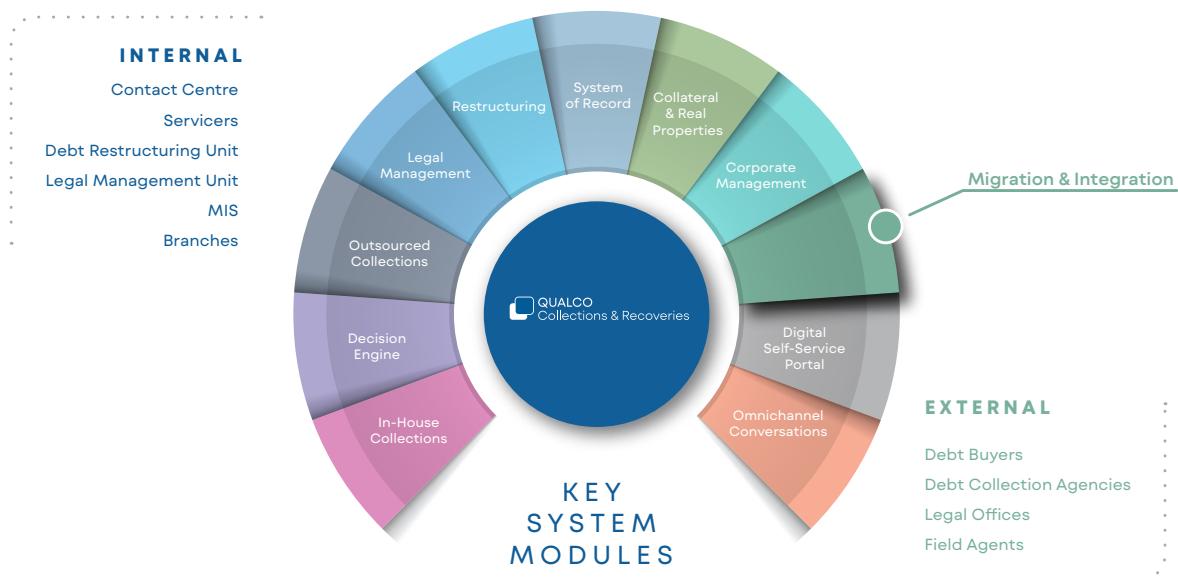 INTERNAL
Contact Centre
Servicers
Debt Restructuring Unit
Legal Management Unit
MIS
Branches
In-House
Collections
Decision
Engine
Outsourced
Collections
Legal
Management
Restructuring
System
of Record
Collateral
& Real
Properties
Corporate
Management
Migration & Integration
Digital
Self-Service
Portal
Omnichannel
Conversations
QUALCO
Collections & Recoveries
KEY
SYSTEM
MODULES
EXTERNAL
Debt Buyers
Debt Collection Agencies
Legal Offices
Field Agents